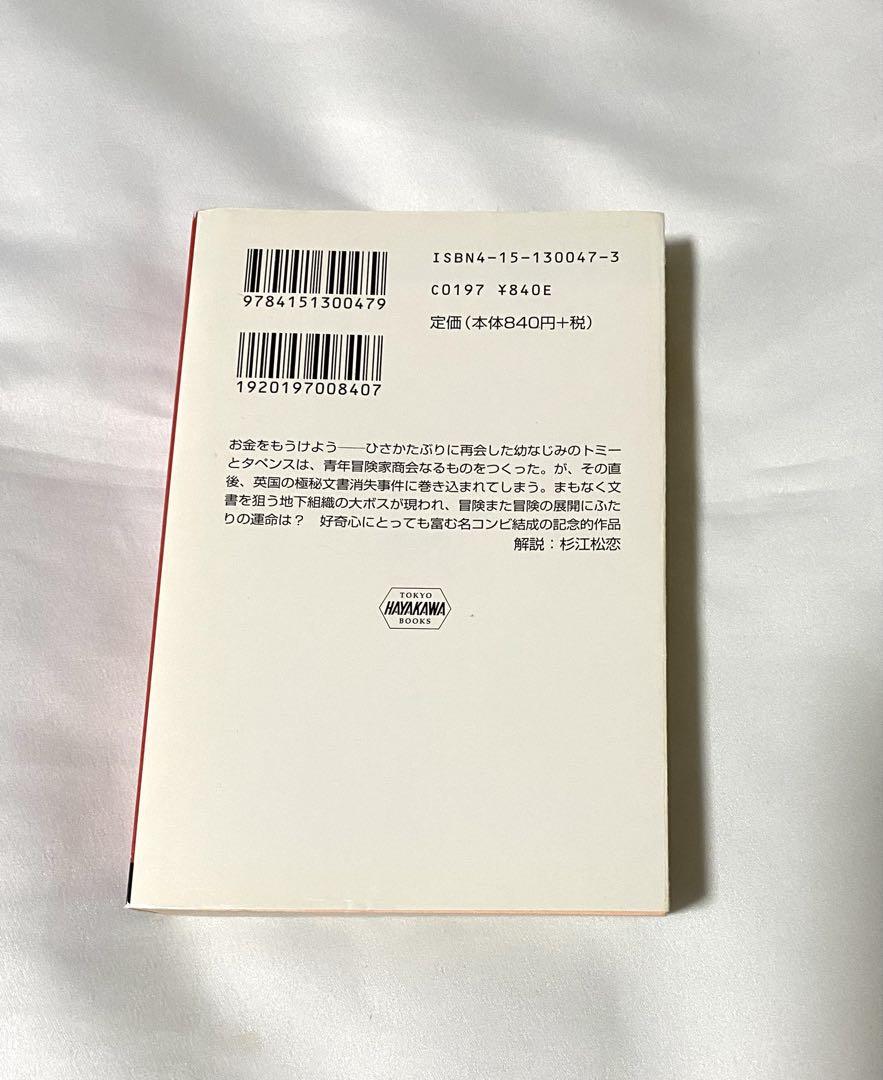 9784151300479
1920197008407
ISBN4-15-130047-3
C0197 ¥840E
定価(本体840円+税)
お金をもうけよう——ひさかたぶりに再会した幼なじみのトミー
とタペンスは、青年冒険家商会なるものをつくった。が、その直
後、英国の極秘文書消失事件に巻き込まれてしまう。まもなく文
書を狙う地下組織の大ボスが現われ、冒険また冒険の展開にふた
りの運命は? 好奇心にとっても富む名コンビ結成の記念的作品
解説:杉江松恋
TOKYO
HAYAKAWA
BOOKS